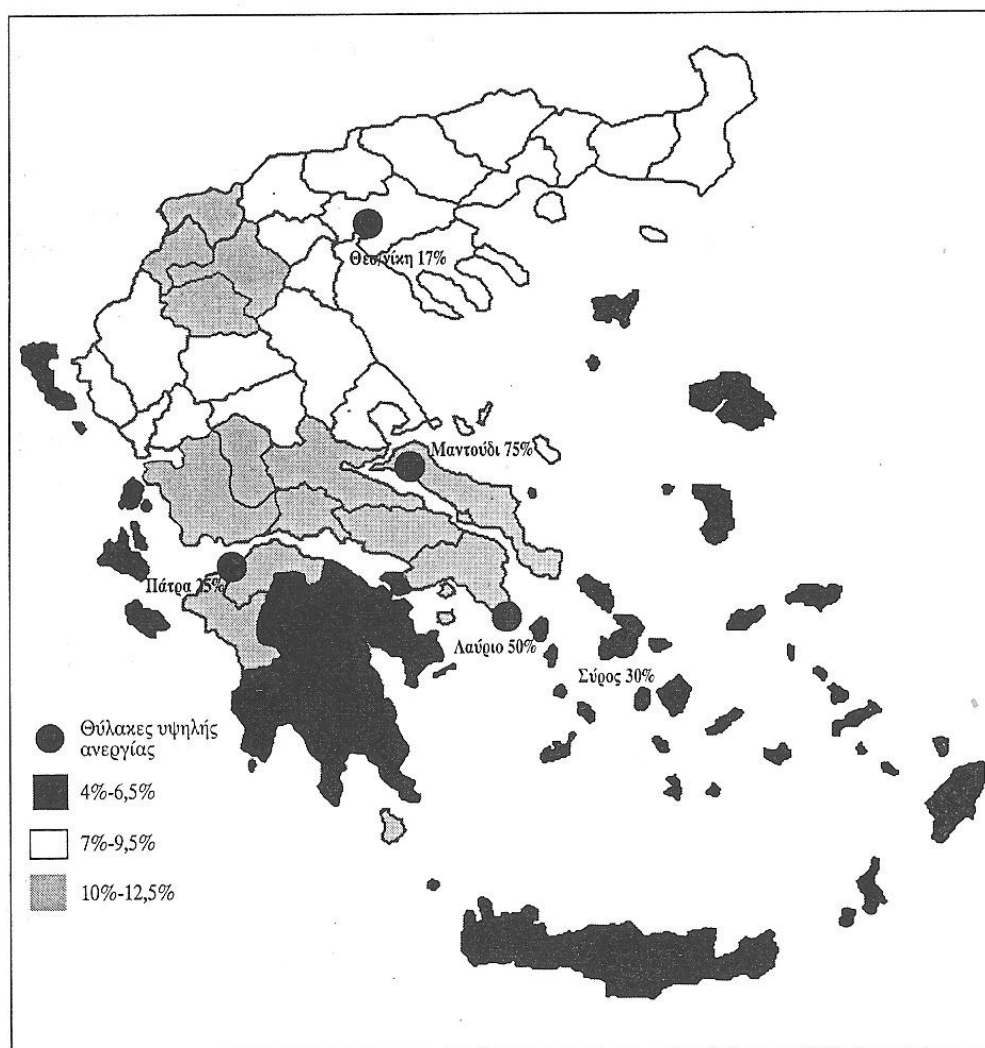 Θεσ/νίκη 17%
Μαντούδι 75%
Πάτρα 25%
Λαύριο 50%
Σύρος 30%
Θύλακες υψηλής
ανεργίας
4%-6,5%
7%-9,5%
10%-12,5%